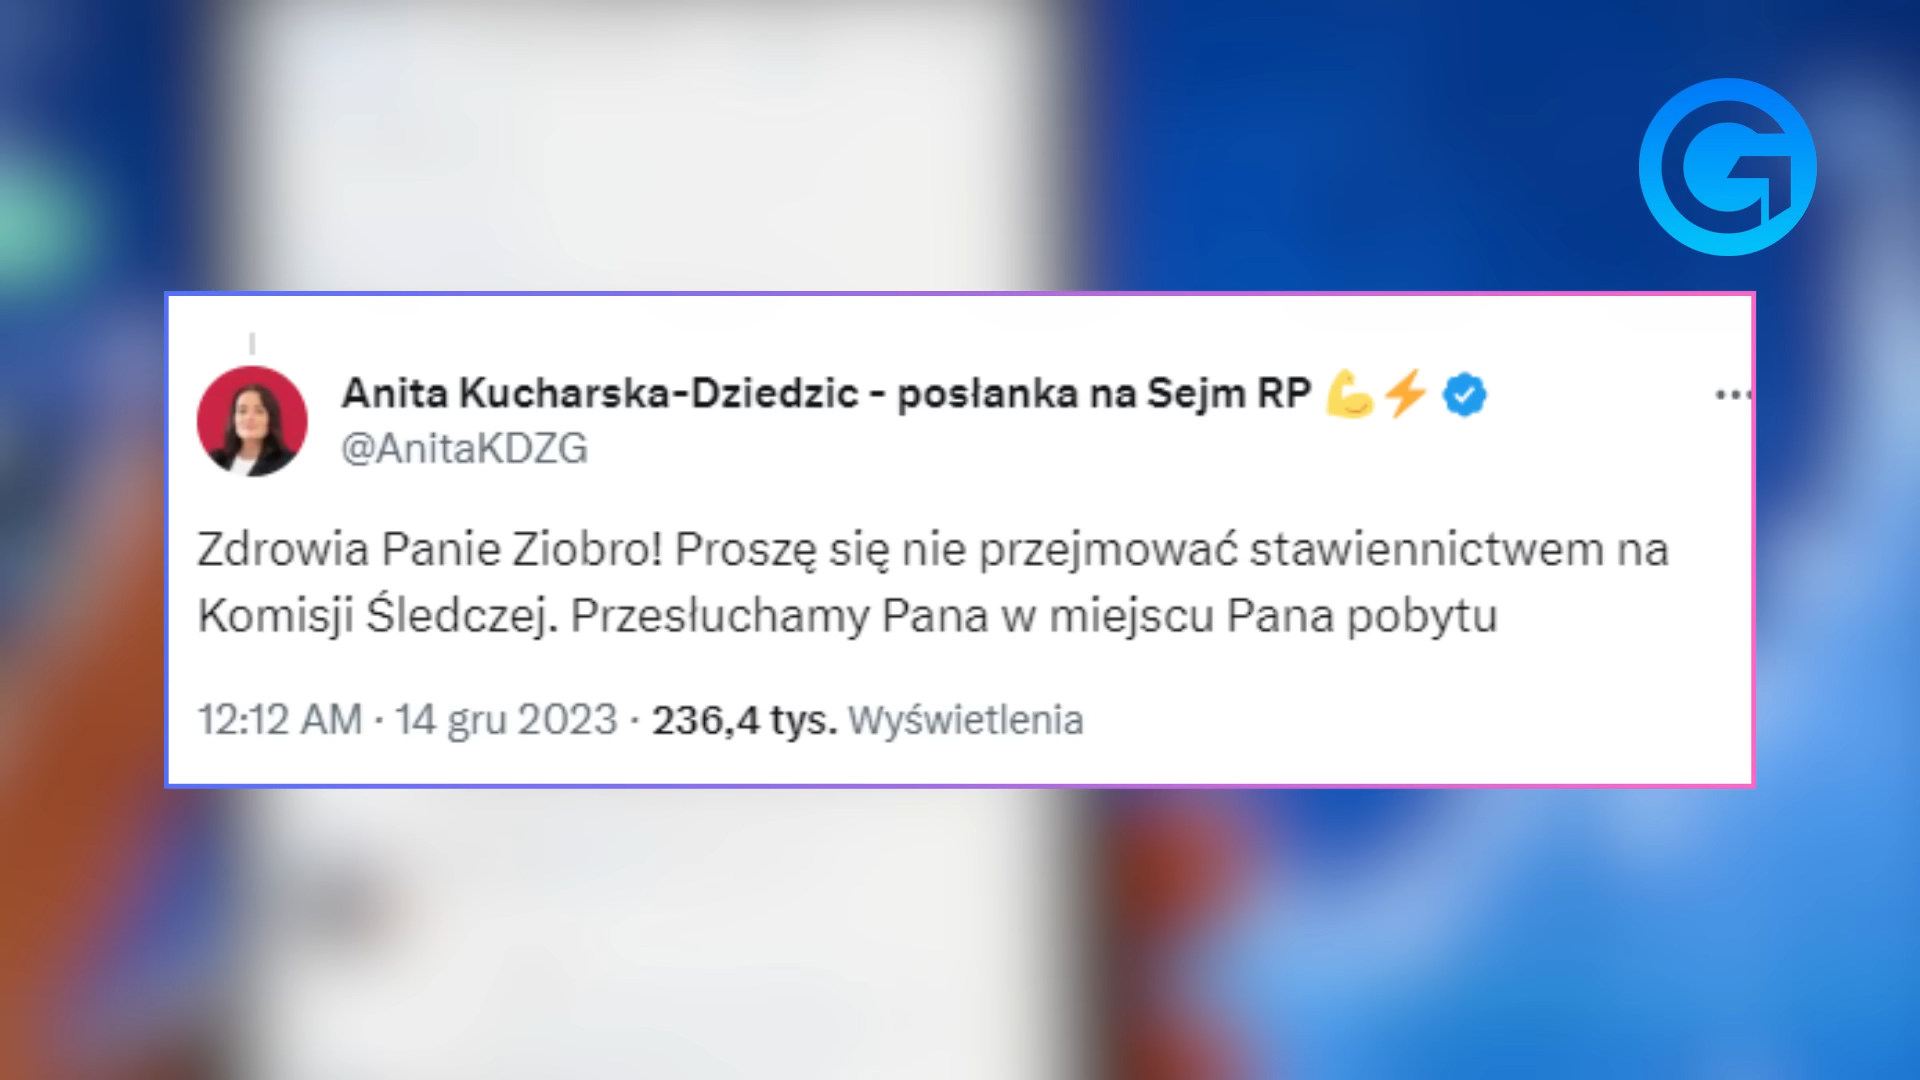 Anita Kucharska-Dziedzic - posłanka na Sejm RP 💪⚡
@AnitaKDZG
Zdrowia Panie Ziobro! Proszę się nie przejmować stawiennictwem na
Komisji Śledczej. Przesłuchamy Pana w miejscu Pana pobytu
12:12 AM · 14 gru 2023 · 236,4 tys. Wyświetlenia